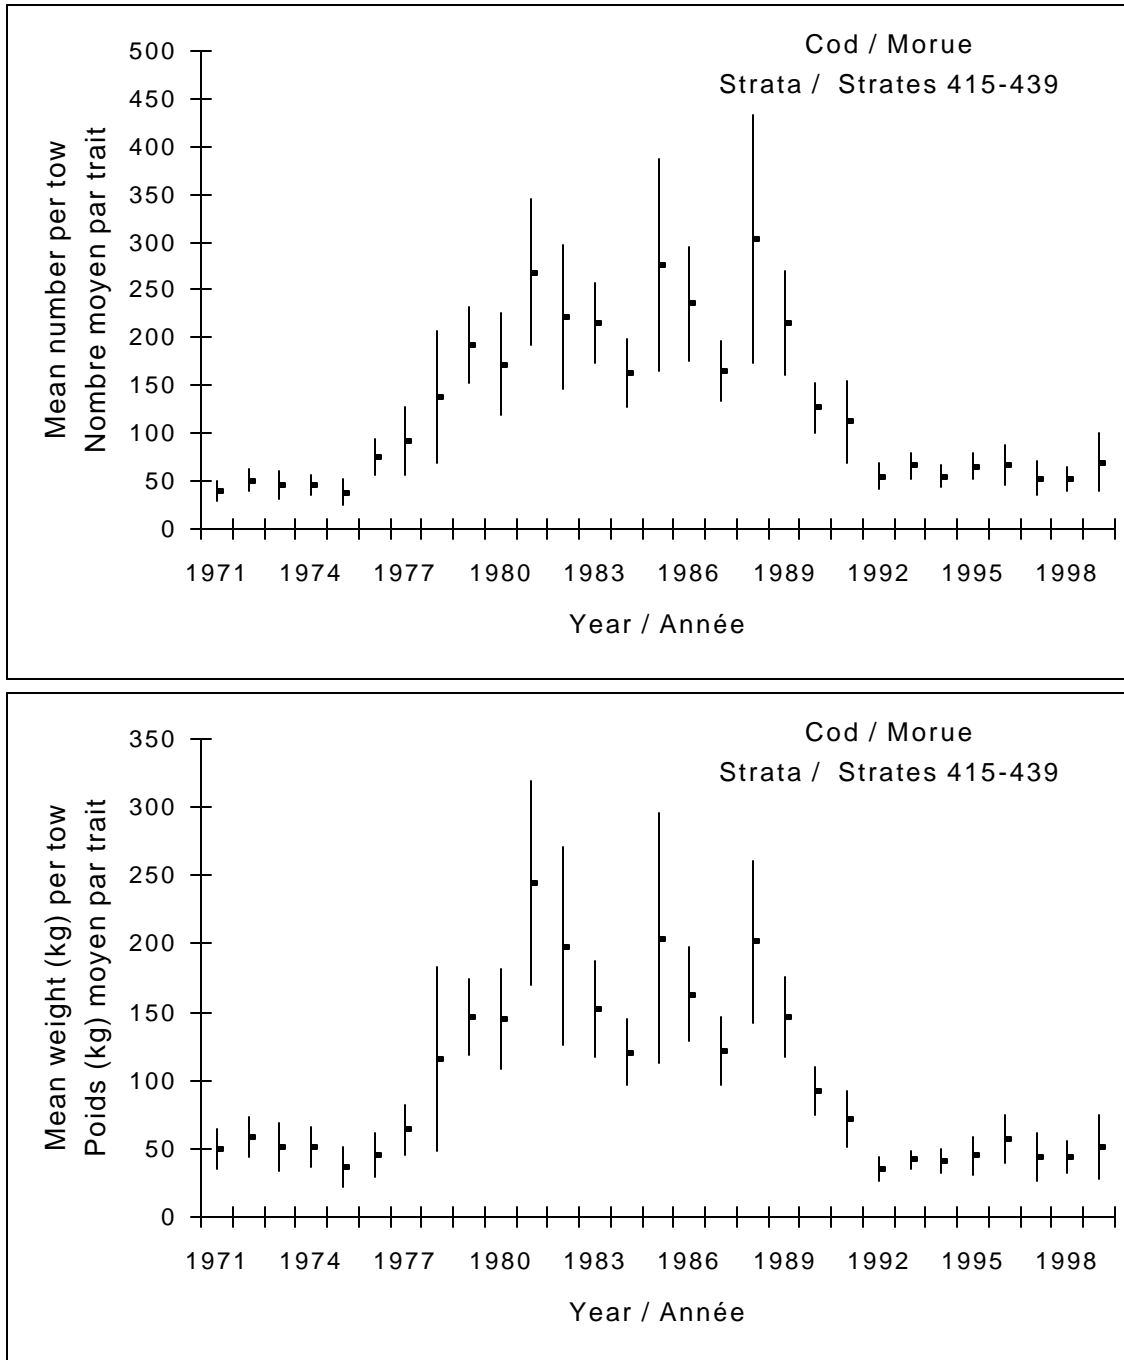 Cod / Morue
Strata / Strates 415-439
Mean number per tow
Nombre moyen par trait
500
450
400
350
300
250
200
150
100
50
0
1971 1974 1977 1980 1983 1986 1989 1992 1995 1998
Year / Année
Cod / Morue
Strata / Strates 415-439
Mean weight (kg) per tow
Poids (kg) moyen par trait
350
300
250
200
150
100
50
0
1971 1974 1977 1980 1983 1986 1989 1992 1995 1998
Year / Année